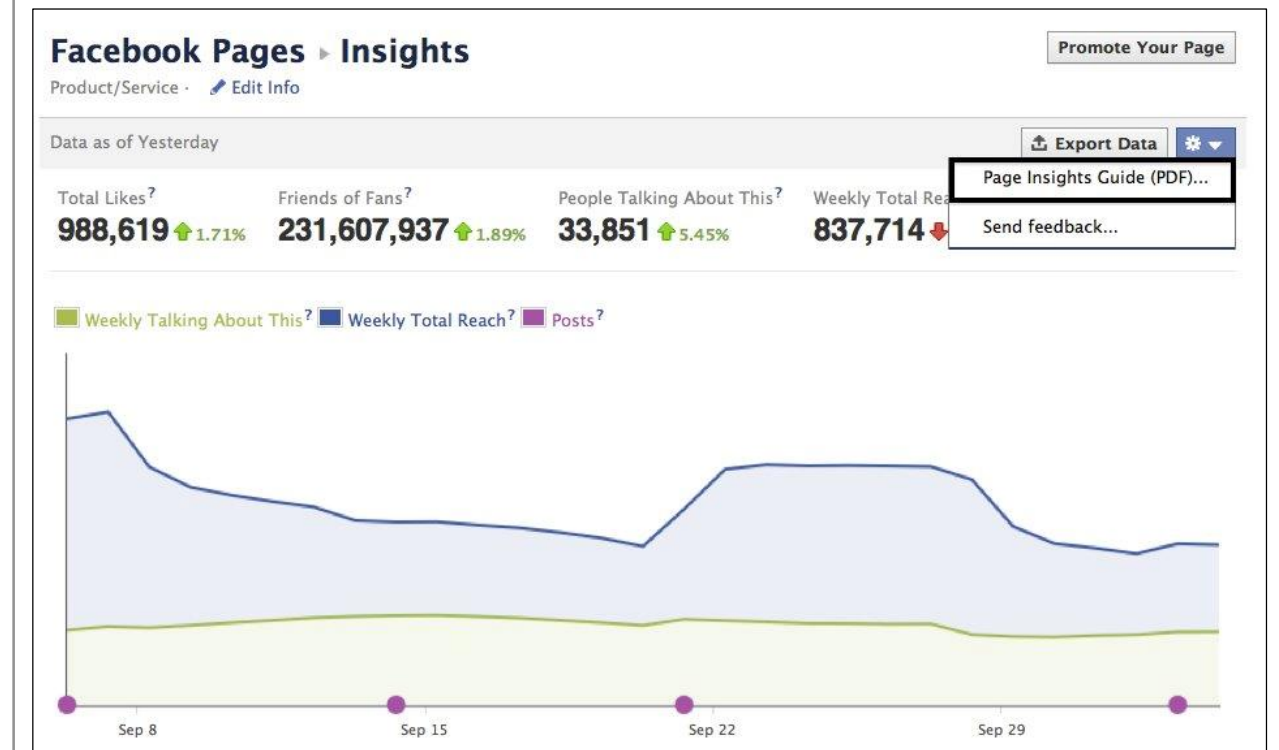 Facebook Pages ▸ Insights
Promote Your Page
Product/Service · Edit Info
Data as of Yesterday
Export Data
Page Insights Guide (PDF)...
Send feedback...
Total Likes? Friends of Fans? People Talking About This? Weekly Total
988,619 1.71% 231,607,937 1.89% 33,851 5.45% 837,714
Weekly Talking About This? Weekly Total Reach? Posts?
Sep 8 Sep 15 Sep 22 Sep 29